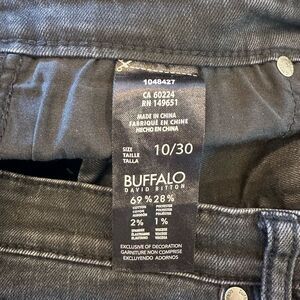 1048427
CA 60224
RN 149651
MADE IN CHINA
FABRIQUÉ EN CHINE
HECHO EN CHINA
SIZE
TAILLE 10/30
TALLA
BUFFALO
DAVID BITTON
69% 28%
2% 1%
EXCLUSIVE OF DECORATION
GARNITURE NON COMPRISE
EXCLUYENDO ADORNOS